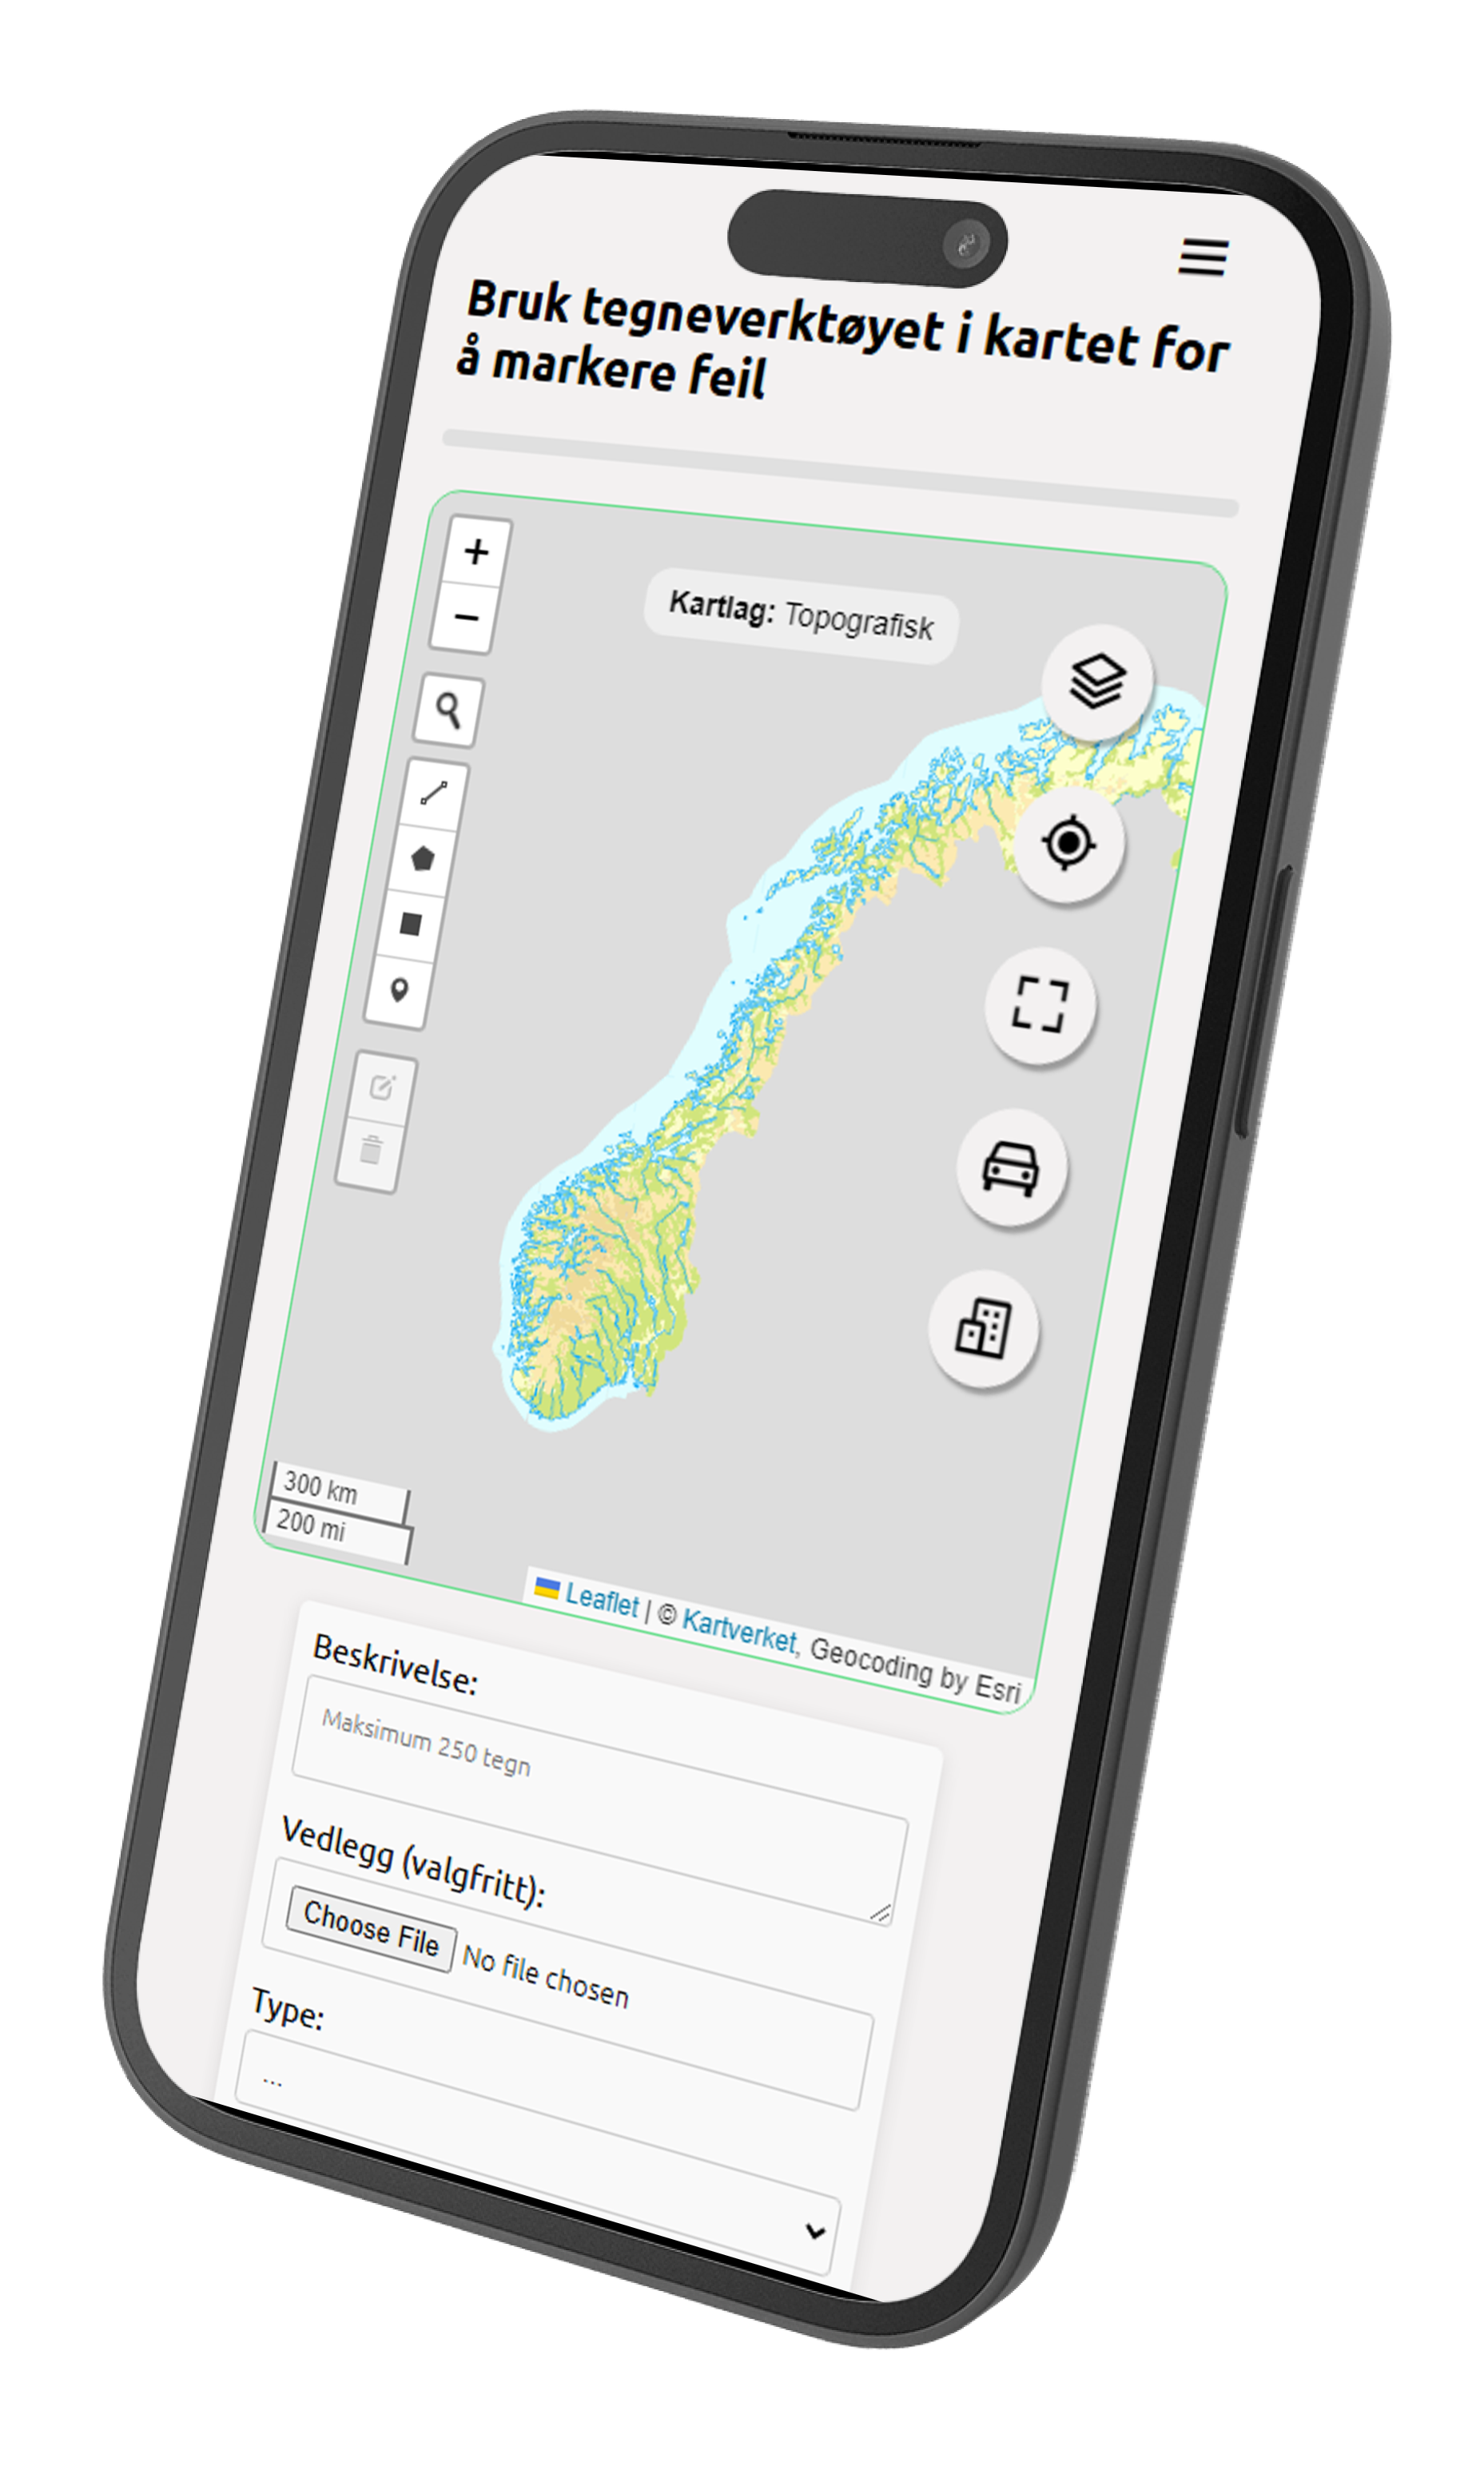 Bruk tegneverktøyet i kartet for
å markere feil
+
−
Kartlag: Topografisk
300 km
200 mi
Leaflet | © Kartverket, Geocoding by Esri
Beskrivelse:
Maksimum 250 tegn
Vedlegg (valgfritt):
Choose File No file chosen
Type:
...